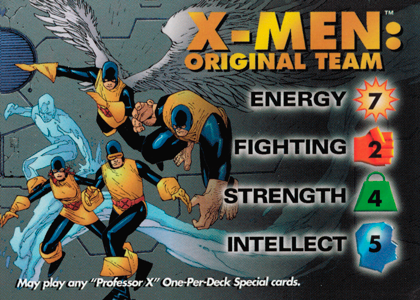 X-MEN:™
ORIGINAL TEAM
ENERGY 7
FIGHTING 2
STRENGTH 4
INTELLECT 5
May play any "Professor X" One-Per-Deck Special cards.